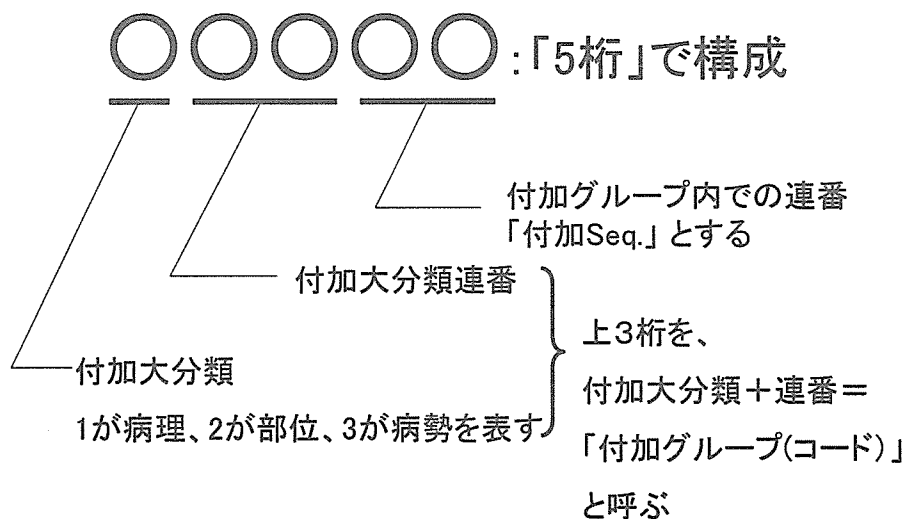 ○○○○○:「5桁」で構成
付加グループ内での連番
「付加Seq.」とする
付加大分類連番
上3桁を、
付加大分類
付加大分類+連番=
1が病理、2が部位、3が病勢を表す
「付加グループ(コード)」
と呼ぶ